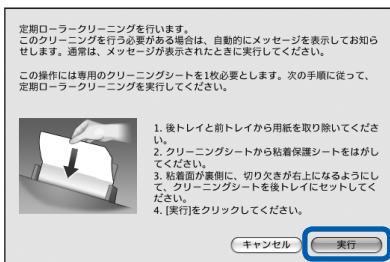 定期ローラークリーニングを行います。
このクリーニングを行う必要がある場合は、自動的にメッセージを表示してお知ら
せします。通常は、メッセージが表示されたときに実行してください。
この操作には専用のクリーニングシートを1枚必要とします。次の手順に従って、
定期ローラークリーニングを実行してください。
1. 後トレイと前トレイから用紙を取り除いてくださ
い。
2. クリーニングシートから粘着保護シートをはがし
てください。
3. 粘着面が裏側に、切り欠きが右上になるようにし
て、クリーニングシートを後トレイにセットしてく
ださい。
4. [実行]をクリックしてください。
キャンセル
実行